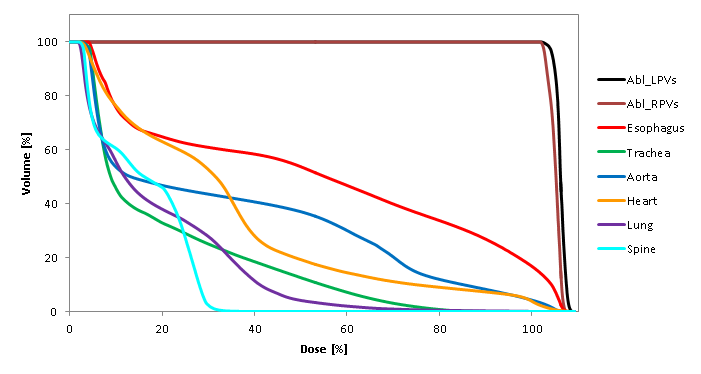 100
80
60
40
20
0
Volume [%]
0 20 40 60 80 100
Dose [%]
Abl_LPVs
Abl_RPVs
Esophagus
Trachea
Aorta
Heart
Lung
Spine